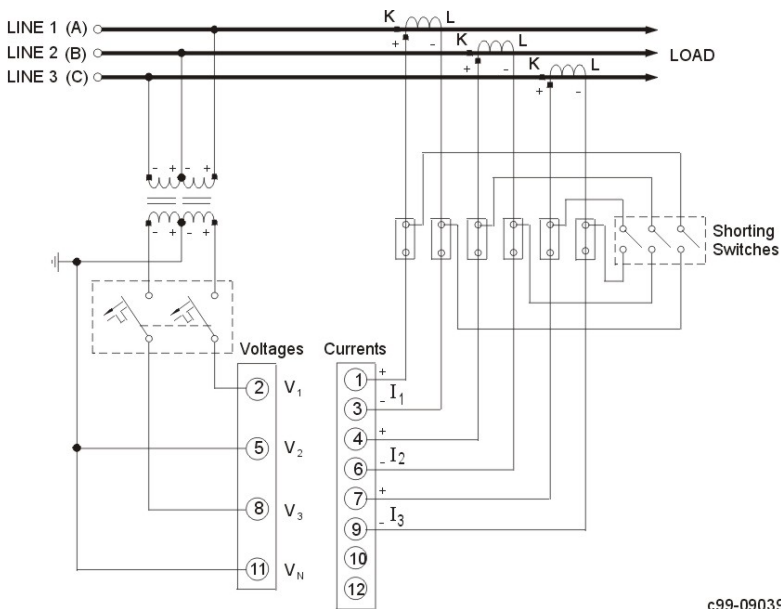 K L
LINE 1 (A)
+ -
K L
LINE 2 (B)
LOAD
+ -
K L
LINE 3 (C)
+ -
- + - +
Shorting
Switches
Voltages Currents
1 +
2 V1
I1
3 -
4 +
5 V2
I2
6 -
7 +
8 V3
I3
9 -
10
11 VN
12
c99-09039